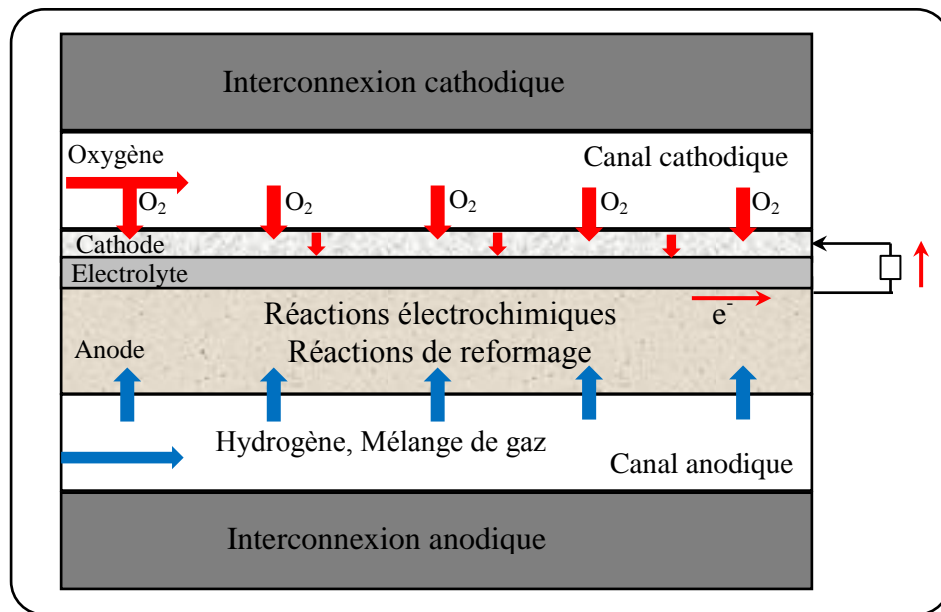 Interconnexion cathodique
Oxygène
Canal cathodique
O₂ O₂ O₂ O₂ O₂
Cathode
Electrolyte
Réactions électrochimiques e⁻
Anode Réactions de reformage
Hydrogène, Mélange de gaz
Canal anodique
Interconnexion anodique